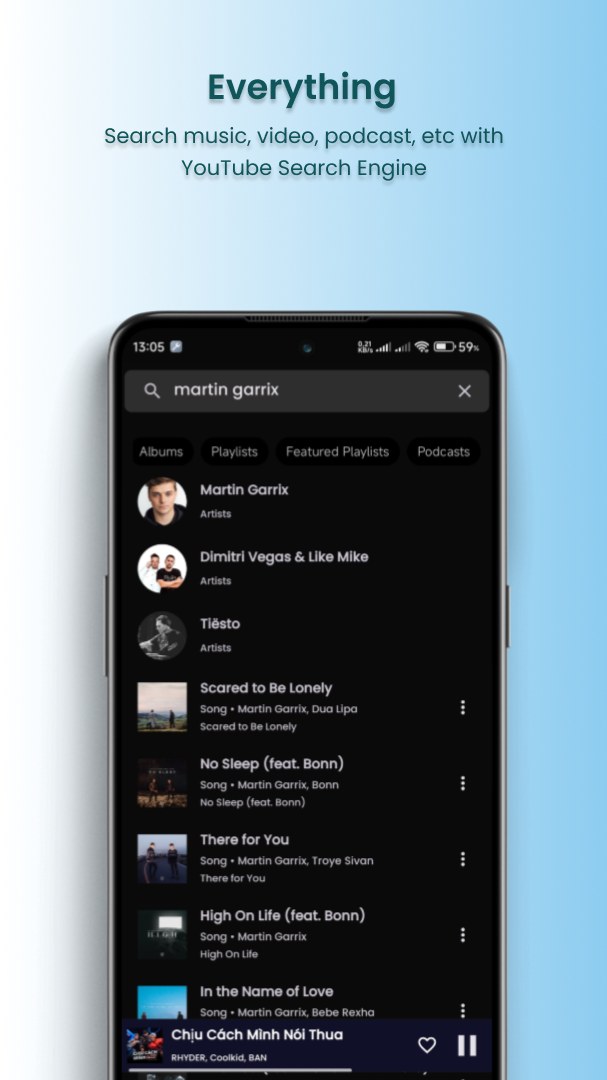 Everything
Search music, video, podcast, etc with
YouTube Search Engine
13:05
0,21
KB/s
59%
martin garrix
Albums
Playlists
Featured Playlists
Podcasts
Martin Garrix
Artists
Dimitri Vegas & Like Mike
Artists
Tiësto
Artists
Scared to Be Lonely
Song • Martin Garrix, Dua Lipa
Scared to Be Lonely
No Sleep (feat. Bonn)
Song • Martin Garrix, Bonn
No Sleep (feat. Bonn)
There for You
Song • Martin Garrix, Troye Sivan
There for You
High On Life (feat. Bonn)
Song • Martin Garrix
High On Life
In the Name of Love
Song • Martin Garrix, Bebe Rexha
Chịu Cách Mình Nói Thua
RHYDER, Coolkid, BAN